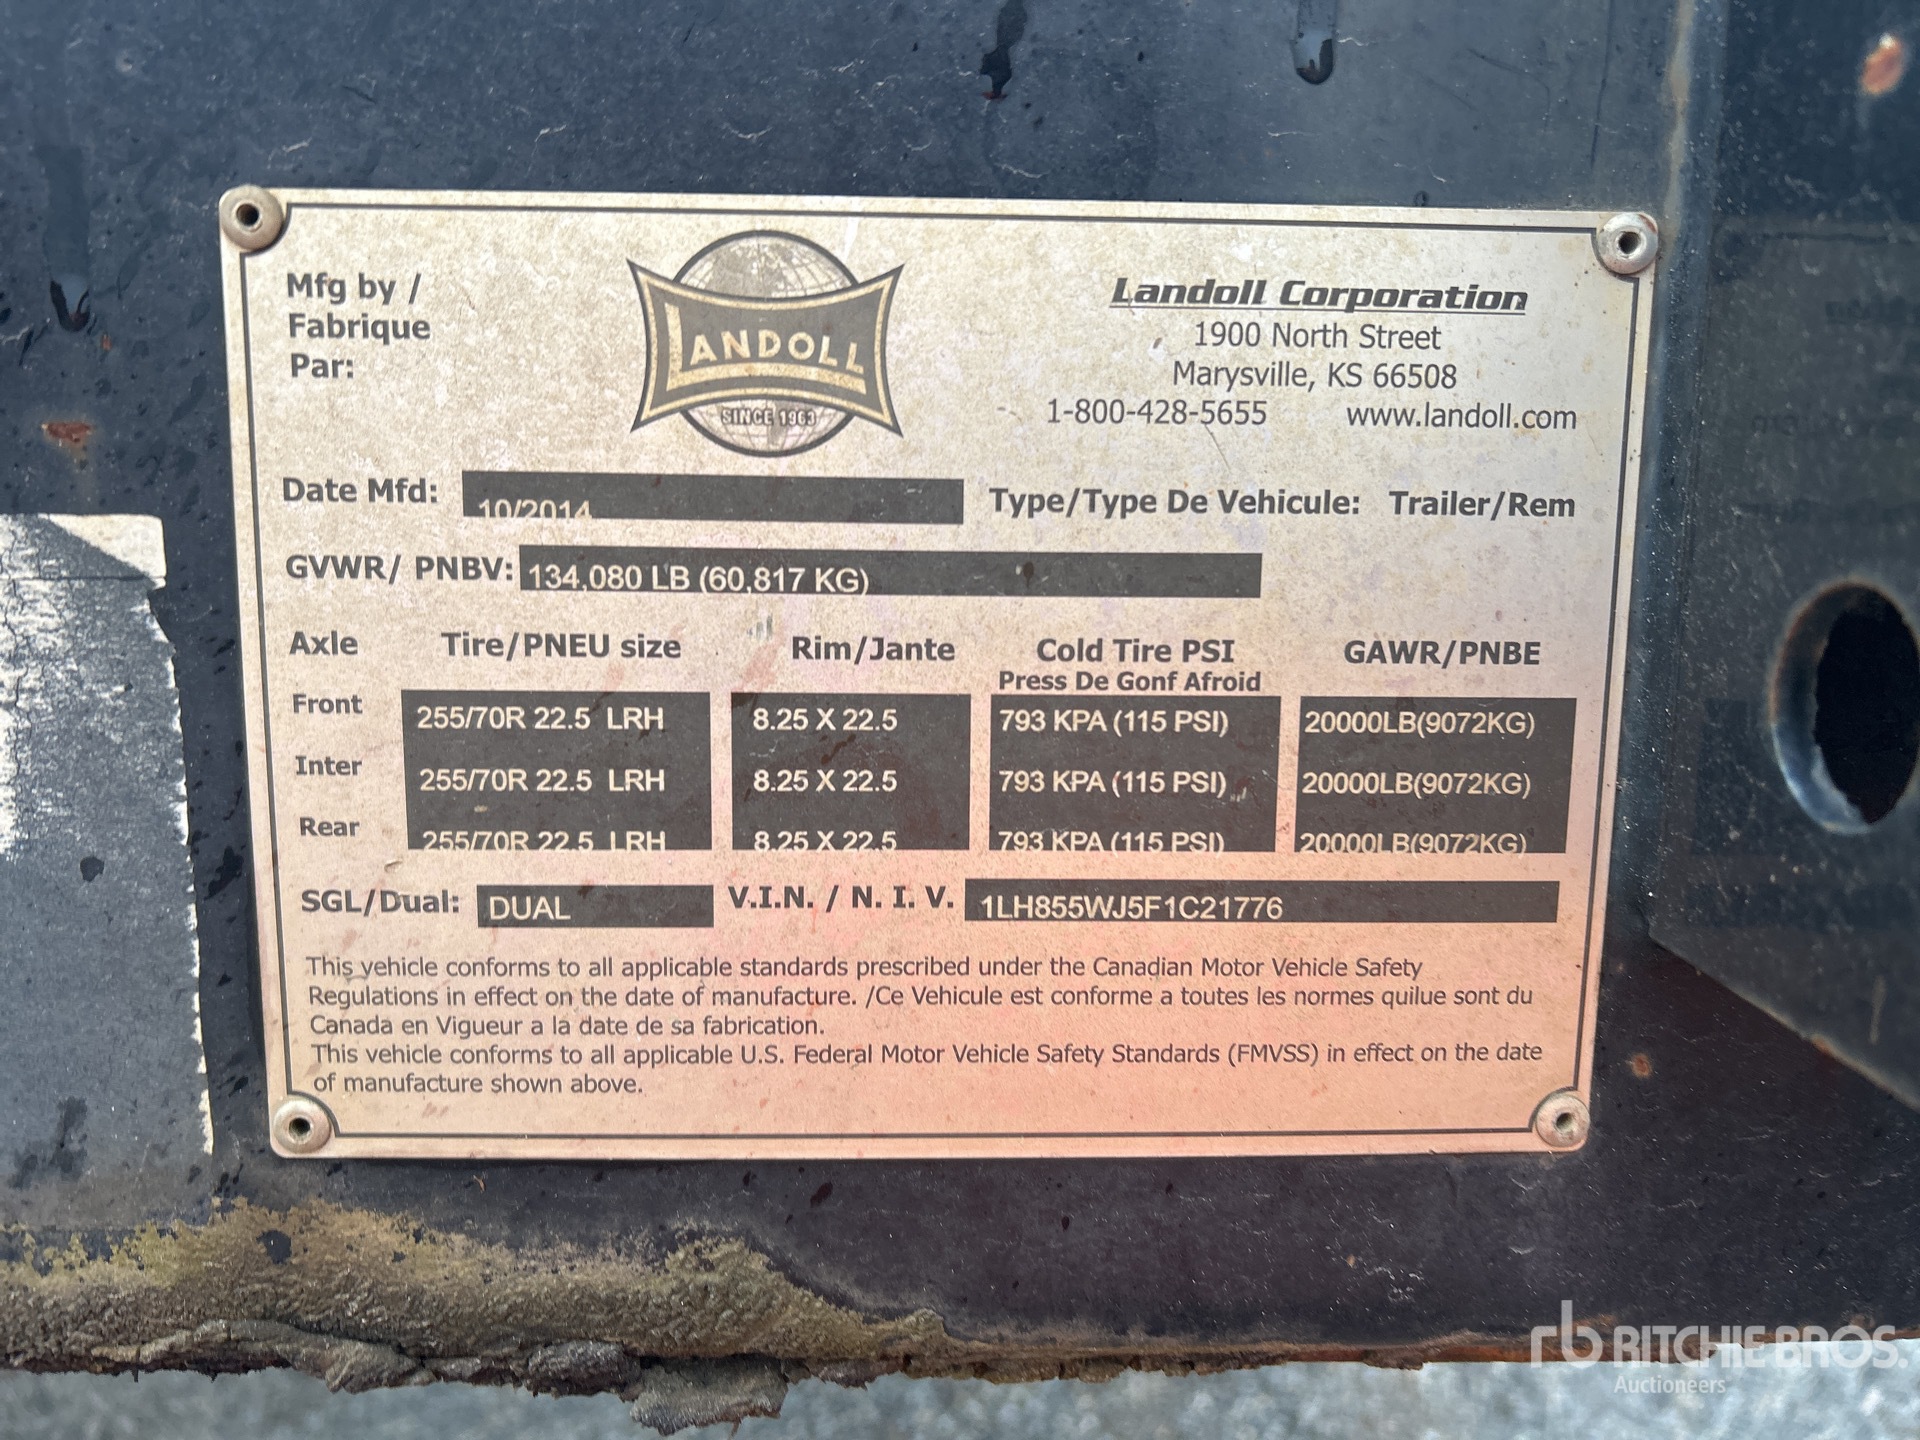 Mfg by /
Fabrique
Par:
LANDOLL
SINCE 1963
Landoll Corporation
1900 North Street
Marysville, KS 66508
1-800-428-5655 www.landoll.com
Date Mfd: 10/2014 Type/Type De Vehicule: Trailer/Rem
GVWR/ PNBV: 134,080 LB (60,817 KG)
Axle Tire/PNEU size Rim/Jante Cold Tire PSI GAWR/PNBE
Press De Gonf Afroid
Front 255/70R 22.5 LRH 8.25 X 22.5 793 KPA (115 PSI) 20000LB(9072KG)
Inter 255/70R 22.5 LRH 8.25 X 22.5 793 KPA (115 PSI) 20000LB(9072KG)
Rear 255/70R 22.5 LRH 8.25 X 22.5 793 KPA (115 PSI) 20000LB(9072KG)
SGL/Dual: DUAL V.I.N. / N. I. V. 1LH855WJ5F1C21776
This vehicle conforms to all applicable standards prescribed under the Canadian Motor Vehicle Safety
Regulations in effect on the date of manufacture. /Ce Vehicule est conforme a toutes les normes quilue sont du
Canada en Vigueur a la date de sa fabrication.
This vehicle conforms to all applicable U.S. Federal Motor Vehicle Safety Standards (FMVSS) in effect on the date
of manufacture shown above.
rb RITCHIE BROS.
Auctioneers